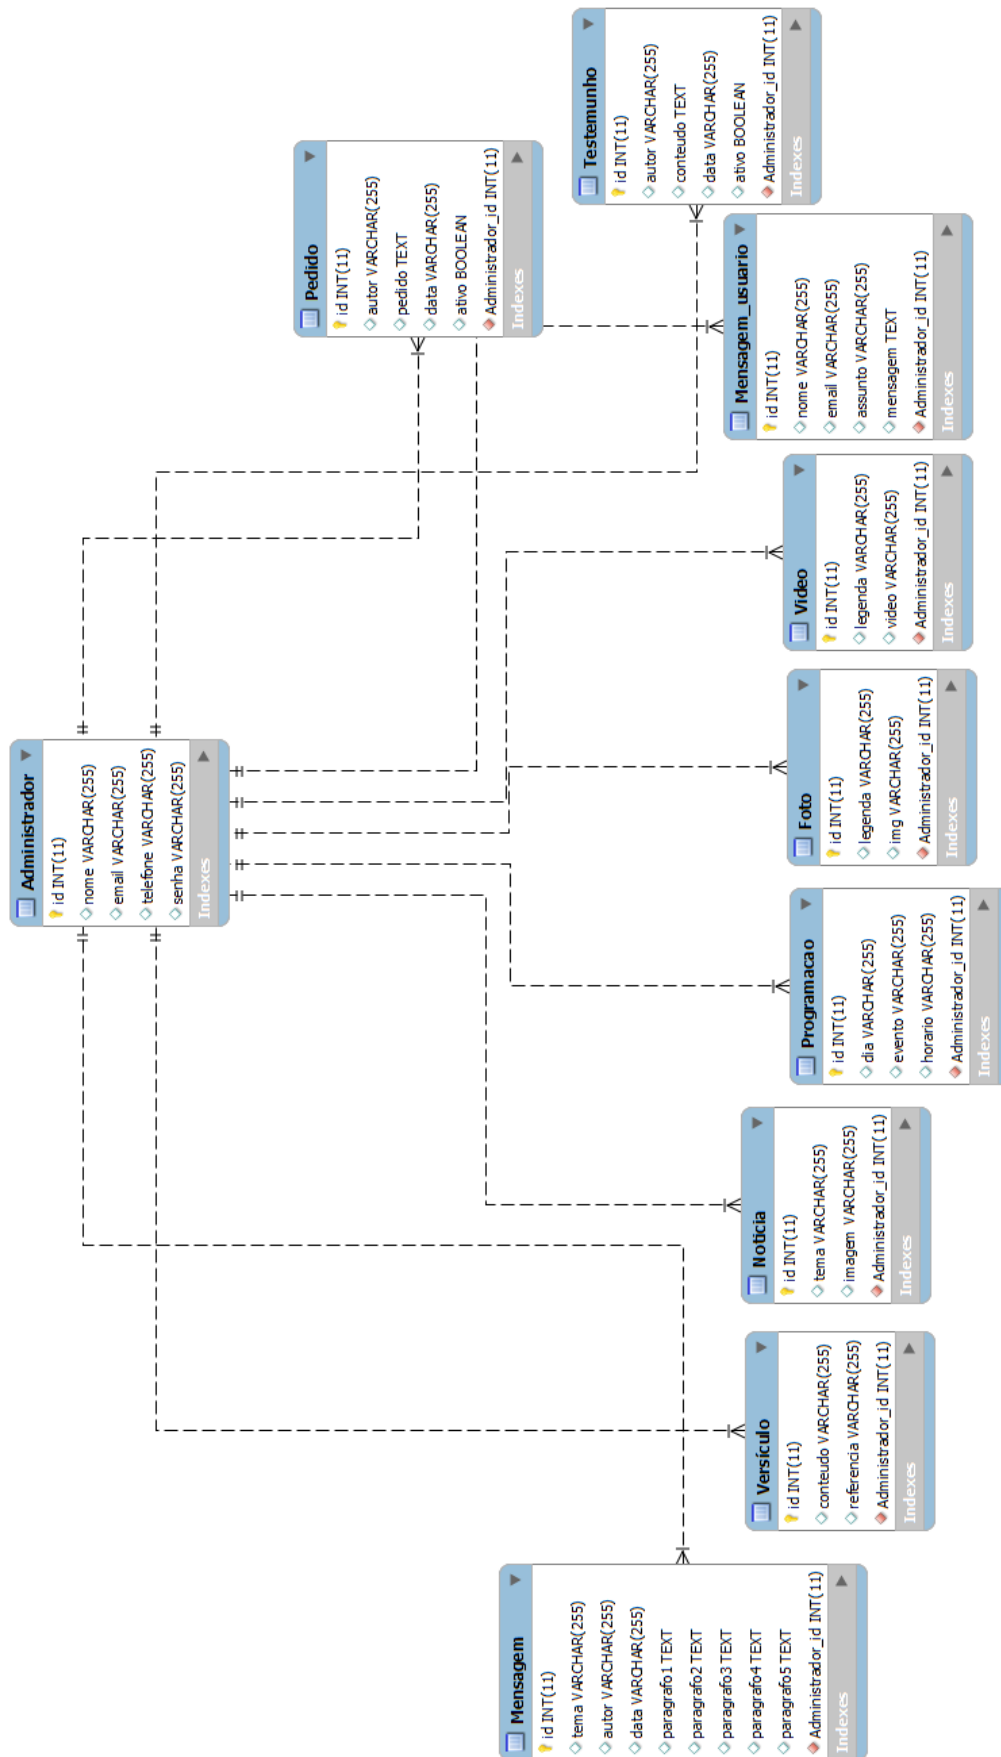 Administrador
id INT(11)
nome VARCHAR(255)
email VARCHAR(255)
telefone VARCHAR(255)
senha VARCHAR(255)
Indexes
Mensagem
id INT(11)
tema VARCHAR(255)
autor VARCHAR(255)
data VARCHAR(255)
paragrafo1 TEXT
paragrafo2 TEXT
paragrafo3 TEXT
paragrafo4 TEXT
paragrafo5 TEXT
Administrador_id INT(11)
Indexes
Versículo
id INT(11)
conteudo VARCHAR(255)
referencia VARCHAR(255)
Administrador_id INT(11)
Indexes
Noticia
id INT(11)
tema VARCHAR(255)
imagem VARCHAR(255)
Administrador_id INT(11)
Indexes
Programacao
id INT(11)
dia VARCHAR(255)
evento VARCHAR(255)
horario VARCHAR(255)
Administrador_id INT(11)
Indexes
Foto
id INT(11)
legenda VARCHAR(255)
img VARCHAR(255)
Administrador_id INT(11)
Indexes
Video
id INT(11)
legenda VARCHAR(255)
video VARCHAR(255)
Administrador_id INT(11)
Indexes
Mensagem_usuario
id INT(11)
nome VARCHAR(255)
email VARCHAR(255)
assunto VARCHAR(255)
mensagem TEXT
Administrador_id INT(11)
Indexes
Pedido
id INT(11)
autor VARCHAR(255)
pedido TEXT
data VARCHAR(255)
ativo BOOLEAN
Administrador_id INT(11)
Indexes
Testemunho
id INT(11)
autor VARCHAR(255)
conteudo TEXT
data VARCHAR(255)
ativo BOOLEAN
Administrador_id INT(11)
Indexes